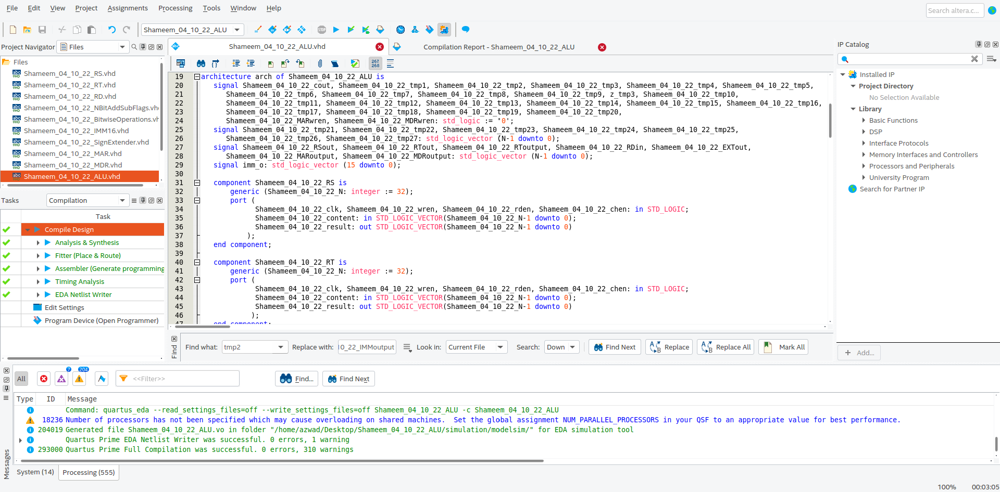 File Edit View Project Assignments Processing Tools Window Help
Search altera.c...
Shameem_04_10_22_ALU
STOP
Project Navigator Files
Files
Shameem_04_10_22_RS.vhd
Shameem_04_10_22_RT.vhd
Shameem_04_10_22_RD.vhd
Shameem_04_10_22_NBitAddSubFlags.vh
Shameem_04_10_22_BitwiseOperations.vh
Shameem_04_10_22_IMM16.vhd
Shameem_04_10_22_SignExtender.vhd
Shameem_04_10_22_MAR.vhd
Shameem_04_10_22_MDR.vhd
Shameem_04_10_22_ALU.vhd
Tasks Compilation
Task
Compile Design
Analysis & Synthesis
Fitter (Place & Route)
Assembler (Generate programming
Timing Analysis
EDA Netlist Writer
Edit Settings
Program Device (Open Programmer)
Shameem_04_10_22_ALU.vhd
Compilation Report - Shameem_04_10_22_ALU
267
268
19 architecture arch of Shameem_04_10_22_ALU is
20 signal Shameem_04_10_22_cout, Shameem_04_10_22_tmp1, Shameem_04_10_22_tmp2, Shameem_04_10_22_tmp3, Shameem_04_10_22_tmp4, Shameem_04_10_22_tmp5,
21 Shameem_04_10_22_tmp6, Shameem_04_10_22_tmp7, Shameem_04_10_22_tmp8, Shameem_04_10_22_tmp9, z_tmp3, Shameem_04_10_22_tmp10,
22 Shameem_04_10_22_tmp11, Shameem_04_10_22_tmp12, Shameem_04_10_22_tmp13, Shameem_04_10_22_tmp14, Shameem_04_10_22_tmp15, Shameem_04_10_22_tmp16,
23 Shameem_04_10_22_tmp17, Shameem_04_10_22_tmp18, Shameem_04_10_22_tmp19, Shameem_04_10_22_tmp20,
24 Shameem_04_10_22_MARwren, Shameem_04_10_22_MDRwren: std_logic := '0';
25 signal Shameem_04_10_22_tmp21, Shameem_04_10_22_tmp22, Shameem_04_10_22_tmp23, Shameem_04_10_22_tmp24, Shameem_04_10_22_tmp25,
26 Shameem_04_10_22_tmp26, Shameem_04_10_22_tmp27: std_logic_vector (N-1 downto 0);
27 signal Shameem_04_10_22_RSout, Shameem_04_10_22_RTout, Shameem_04_10_22_RToutput, Shameem_04_10_22_RDin, Shameem_04_10_22_EXTout,
28 Shameem_04_10_22_MARoutput, Shameem_04_10_22_MDRoutput: std_logic_vector (N-1 downto 0);
29 signal imm_o: std_logic_vector (15 downto 0);
30
31 component Shameem_04_10_22_RS is
32 generic (Shameem_04_10_22_N: integer := 32);
33 port (
34 Shameem_04_10_22_clk, Shameem_04_10_22_wren, Shameem_04_10_22_rden, Shameem_04_10_22_chen: in STD_LOGIC;
35 Shameem_04_10_22_content: in STD_LOGIC_VECTOR(Shameem_04_10_22_N-1 downto 0);
36 Shameem_04_10_22_result: out STD_LOGIC_VECTOR(Shameem_04_10_22_N-1 downto 0)
37 );
38 end component;
39
40 component Shameem_04_10_22_RT is
41 generic (Shameem_04_10_22_N: integer := 32);
42 port (
43 Shameem_04_10_22_clk, Shameem_04_10_22_wren, Shameem_04_10_22_rden, Shameem_04_10_22_chen: in STD_LOGIC;
44 Shameem_04_10_22_content: in STD_LOGIC_VECTOR(Shameem_04_10_22_N-1 downto 0);
45 Shameem_04_10_22_result: out STD_LOGIC_VECTOR(Shameem_04_10_22_N-1 downto 0)
46 );
47 end component;
Find
Find what: tmp2 Replace with: 10_22_IMMoutput Look in: Current File Search: Down Find Next Replace Replace All Mark All
IP Catalog
Installed IP
Project Directory
No Selection Available
Library
Basic Functions
DSP
Interface Protocols
Memory Interfaces and Controllers
Processors and Peripherals
University Program
Search for Partner IP
+ Add...
All 7 204 <<Filter>> Find... Find Next
Type ID Message
Command: quartus_eda --read_settings_files=off --write_settings_files=off Shameem_04_10_22_ALU -c Shameem_04_10_22_ALU
18236 Number of processors has not been specified which may cause overloading on shared machines. Set the global assignment NUM_PARALLEL_PROCESSORS in your QSF to an appropriate value for best performance.
204019 Generated file Shameem_04_10_22_ALU.vo in folder "/home/azwad/Desktop/Shameem_04_10_22_ALU/simulation/modelsim/" for EDA simulation tool
Quartus Prime EDA Netlist Writer was successful. 0 errors, 1 warning
293000 Quartus Prime Full Compilation was successful. 0 errors, 310 warnings
Messages
System (14) Processing (555)
100% 00:03:05